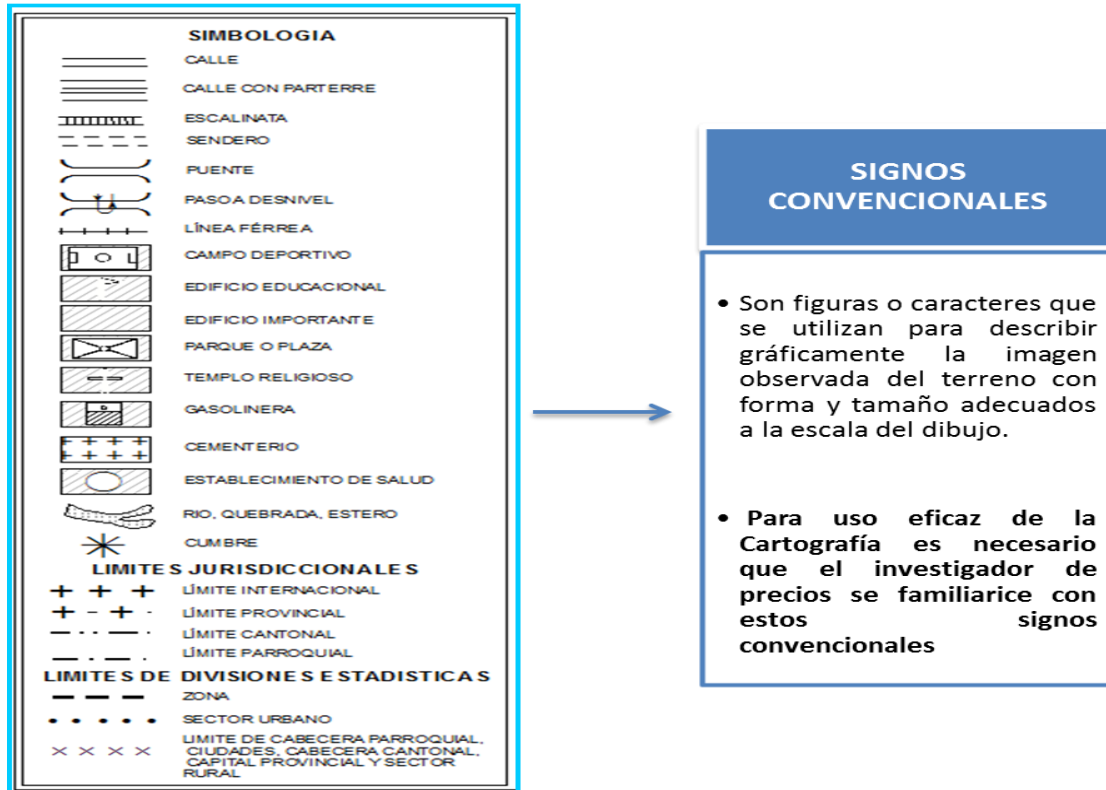 SIMBOLOGIA
CALLE
CALLE CON PARTERRE
ESCALINATA
SENDERO
PUENTE
PASO A DESNIVEL
LÍNEA FÉRREA
CAMPO DEPORTIVO
EDIFICIO EDUCACIONAL
EDIFICIO IMPORTANTE
PARQUE O PLAZA
TEMPLO RELIGIOSO
GASOLINERA
CEMENTERIO
ESTABLECIMIENTO DE SALUD
RIO, QUEBRADA, ESTERO
CUMBRE
LIMITES JURISDICCIONALES
LÍMITE INTERNACIONAL
LÍMITE PROVINCIAL
LÍMITE CANTONAL
LÍMITE PARROQUIAL
LIMITES DE DIVISIONES ESTADISTICAS
ZONA
SECTOR URBANO
LIMITE DE CABECERA PARROQUIAL,
CIUDADES, CABECERA CANTONAL,
CAPITAL PROVINCIAL Y SECTOR
RURAL
SIGNOS
CONVENCIONALES
• Son figuras o caracteres que
se utilizan para describir
gráficamente la imagen
observada del terreno con
forma y tamaño adecuados
a la escala del dibujo.
• Para uso eficaz de la
Cartografía es necesario
que el investigador de
precios se familiarice con
estos signos
convencionales